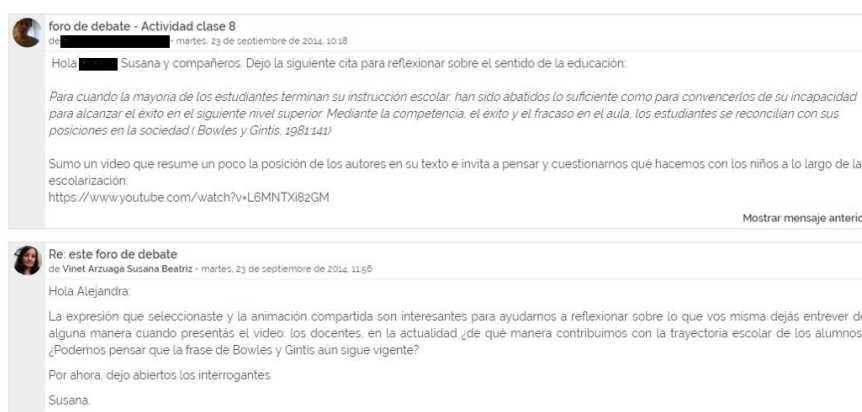 foro de debate - Actividad clase 8
de - martes, 23 de septiembre de 2014, 10:18
Hola Susana y compañeros. Dejo la siguiente cita para reflexionar sobre el sentido de la educación:
Para cuando la mayoria de los estudiantes terminan su instrucción escolar, han sido abatidos lo suficiente como para convencerlos de su incapacidad
para alcanzar el éxito en el siguiente nivel superior. Mediante la competencia, el éxito y el fracaso en el aula, los estudiantes se reconcilian con sus
posiciones en la sociedad.( Bowles y Gintis, 1981:141)
Sumo un video que resume un poco la posición de los autores en su texto e invita a pensar y cuestionarnos qué hacemos con los niños a lo largo de la
escolarización:
https://www.youtube.com/watch?v=L6MNTXi82GM
Mostrar mensaje anterio
Re: este foro de debate
de Vinet Arzuaga Susana Beatriz - martes, 23 de septiembre de 2014, 11:56
Hola Alejandra:
La expresión que seleccionaste y la animación compartida son interesantes para ayudarnos a reflexionar sobre lo que vos misma dejás entrever de
alguna manera cuando presentás el video: los docentes, en la actualidad ¿de qué manera contribuimos con la trayectoria escolar de los alumnos
¿Podemos pensar que la frase de Bowles y Gintis aún sigue vigente?
Por ahora, dejo abiertos los interrogantes.
Susana.